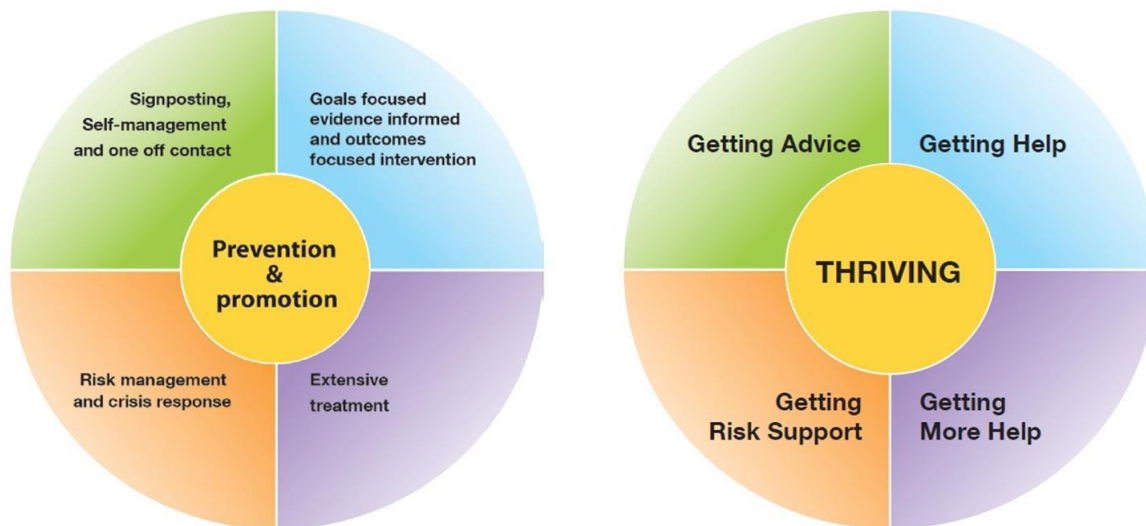 Signposting,
Self-management
and one off contact
Goals focused
evidence informed
and outcomes
focused intervention
Prevention
&
promotion
Risk management
and crisis response
Extensive
treatment
Getting Advice
Getting Help
THRIVING
Getting
Risk Support
Getting
More Help